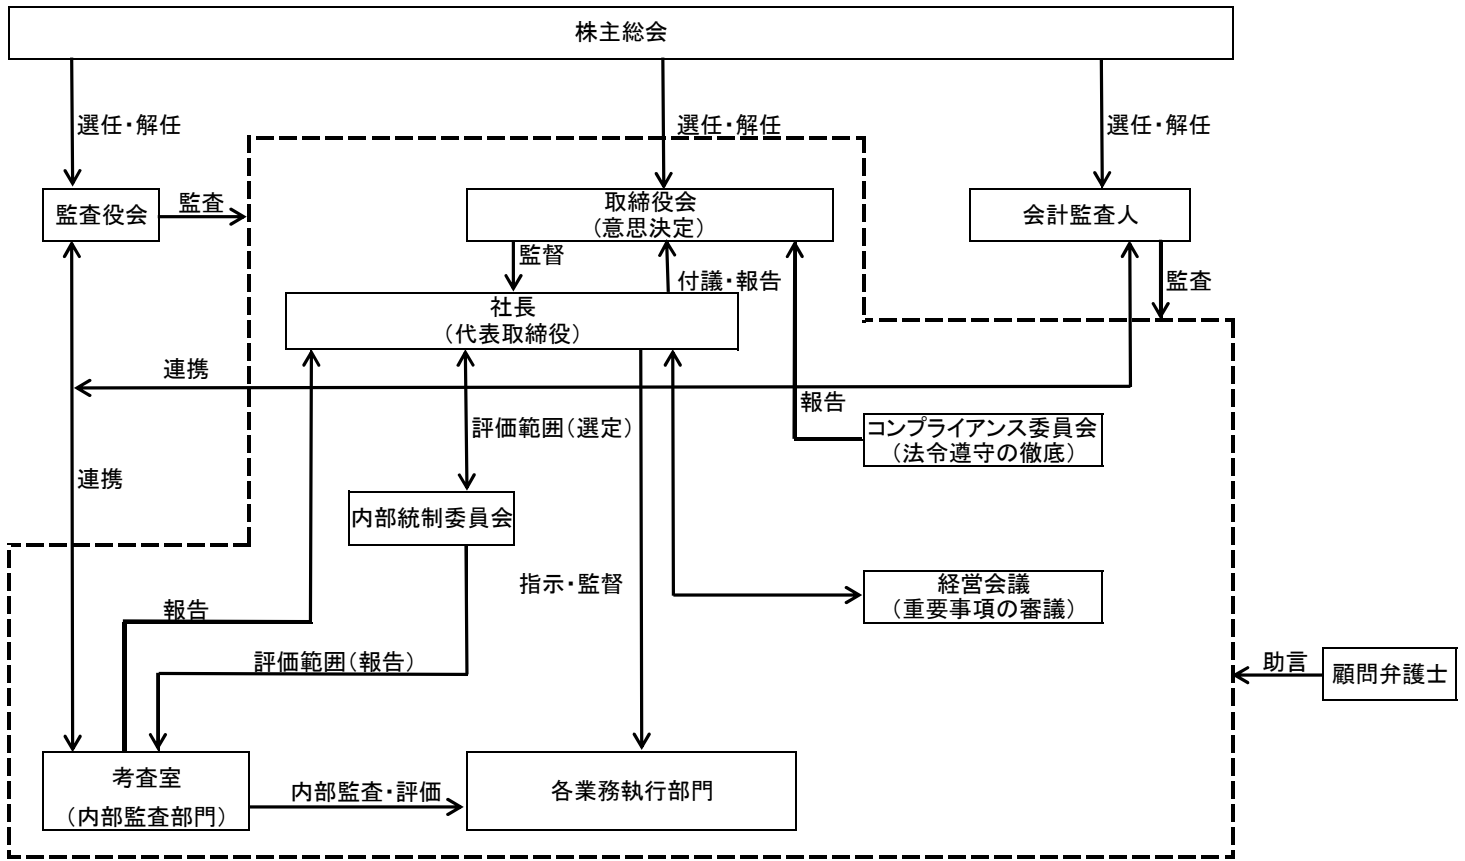 株主総会
選任・解任
選任・解任
選任・解任
監査役会
監査
取締役会
（意思決定）
会計監査人
監督
付議・報告
監査
社長
（代表取締役）
連携
報告
評価範囲（選定）
コンプライアンス委員会
（法令遵守の徹底）
連携
内部統制委員会
指示・監督
経営会議
（重要事項の審議）
報告
評価範囲（報告）
助言
顧問弁護士
考査室
（内部監査部門）
内部監査・評価
各業務執行部門